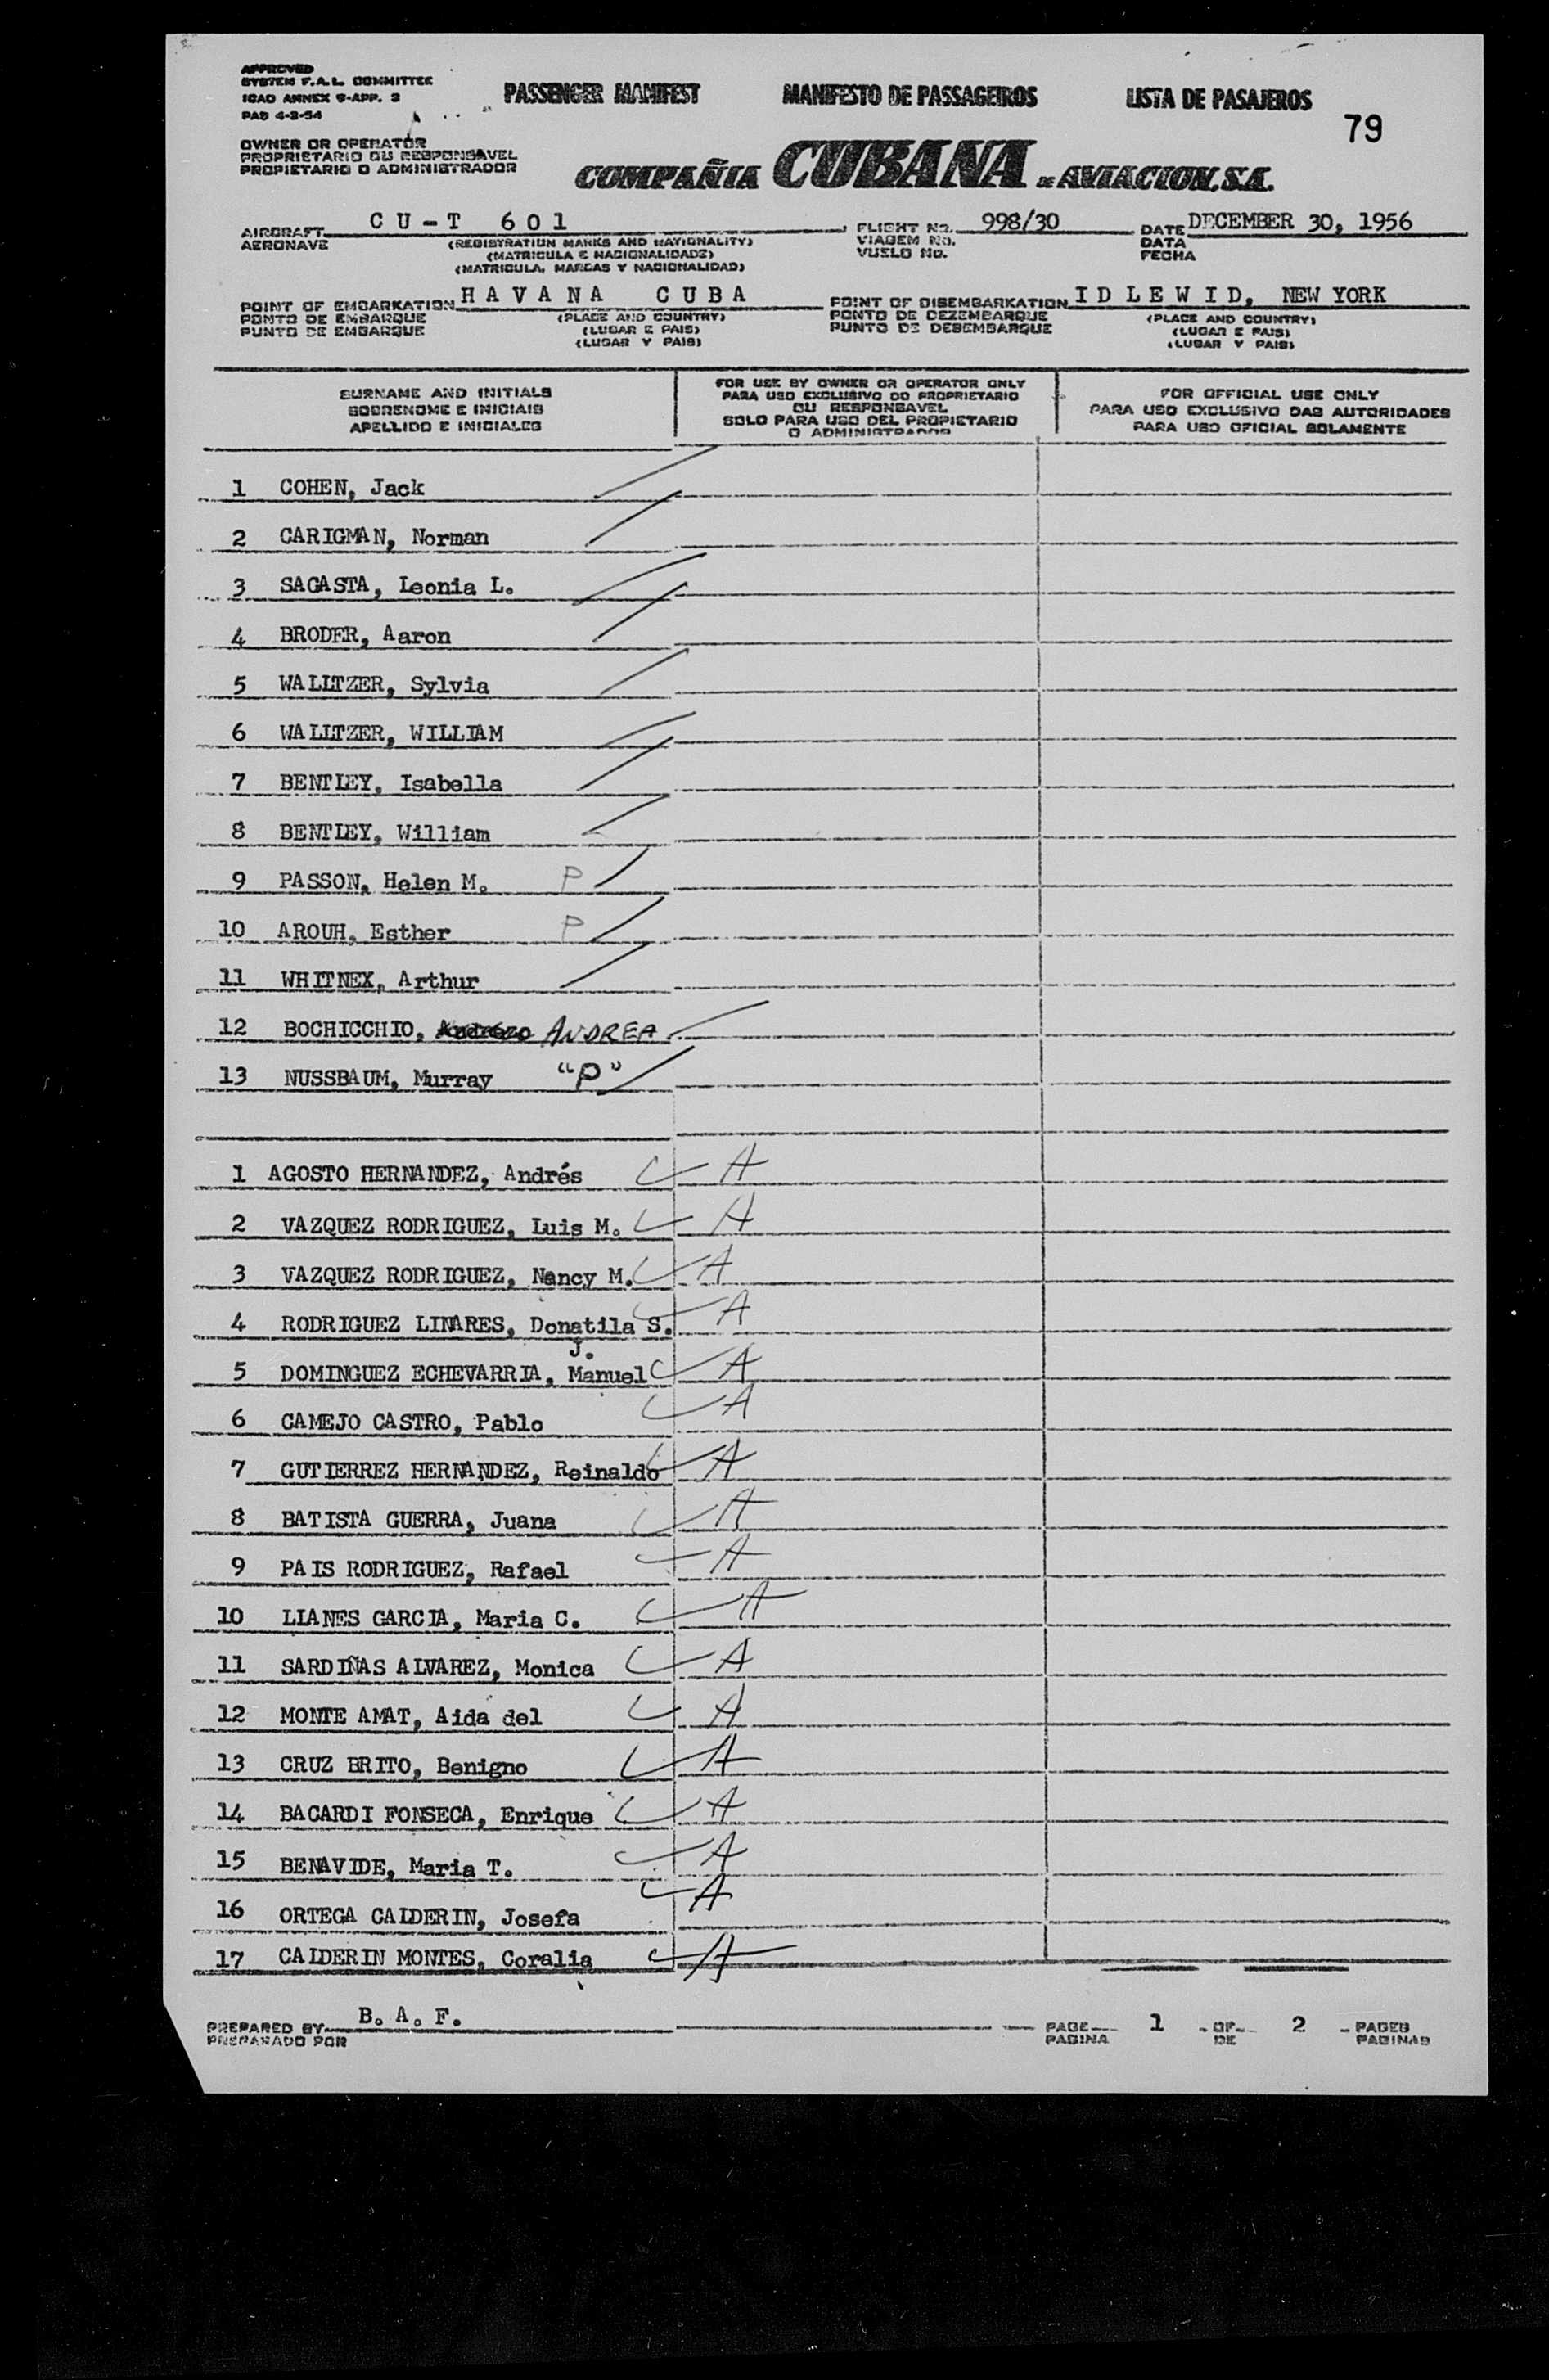 APPROVED
SYSTEM F.A.L. COMMITTEE
ICAO ANNEX 9-APP. 3
PAS 4-2-54
PASSENGER MANIFEST MANIFESTO DE PASSAGEIROS LISTA DE PASAJEROS
79
OWNER OR OPERATOR
PROPRIETARIO OU RESPONSAVEL
PROPIETARIO O ADMINISTRADOR
COMPAÑIA CUBANA DE AVIACION, S.A.
AIRCRAFT CU-T 601 FLIGHT No. 998/30 DATE DECEMBER 30, 1956
AERONAVE (REGISTRATION MARKS AND NATIONALITY) VIAGEM No. DATA
(MATRICULA E NACIONALIDADE) VUELO No. FECHA
(MATRICULA, MARCAS Y NACIONALIDAD)
POINT OF EMBARKATION HAVANA CUBA POINT OF DISEMBARKATION IDLEWID, NEW YORK
PONTO DE EMBARQUE (PLACE AND COUNTRY) PONTO DE DEZEMBARQUE (PLACE AND COUNTRY)
PUNTO DE EMBARQUE (LUGAR E PAIS) PUNTO DE DESEMBARQUE (LUGAR E PAIS)
(LUGAR Y PAIS) (LUGAR Y PAIS)
SURNAME AND INITIALS
SOBRENOME E INICIAIS
APELLIDO E INICIALES
FOR USE BY OWNER OR OPERATOR ONLY
PARA USO EXCLUSIVO DO PROPRIETARIO
OU RESPONSAVEL
SOLO PARA USO DEL PROPIETARIO
O ADMINISTRADOR
FOR OFFICIAL USE ONLY
PARA USO EXCLUSIVO DAS AUTORIDADES
PARA USO OFICIAL SOLAMENTE
1 COHEN, Jack
2 CARIGMAN, Norman
3 SAGASTA, Leonia L.
4 BRODER, Aaron
5 WALLTZER, Sylvia
6 WALLTZER, WILLIAM
7 BENTLEY, Isabella
8 BENTLEY, William
9 PASSON, Helen M. P
10 AROUH, Esther P
11 WHITNEX, Arthur
12 BOCHICCHIO, ANDREA
13 NUSSBAUM, Murray "P"
1 AGOSTO HERNANDEZ, Andrés A
2 VAZQUEZ RODRIGUEZ, Luis M. A
3 VAZQUEZ RODRIGUEZ, Nancy M. A
4 RODRIGUEZ LINARES, Donatila S. A
J.
5 DOMINGUEZ ECHEVARRIA, Manuel A
6 CAMEJO CASTRO, Pablo A
7 GUTIERREZ HERNANDEZ, Reinaldo A
8 BATISTA GUERRA, Juana A
9 PAIS RODRIGUEZ, Rafael A
10 LLANES GARCIA, Maria C. A
11 SARDIÑAS ALVAREZ, Monica A
12 MONTE AMAT, Aida del A
13 CRUZ BRITO, Benigno A
14 BACARDI FONSECA, Enrique A
15 BENAVIDE, Maria T. A
16 ORTEGA CALDERIN, Josefa A
17 CALDERIN MONTES, Coralia A
PREPARED BY B. A. F. PAGE 1 OF 2 PAGES
PREPARADO POR PAGINA DE PAGINAS